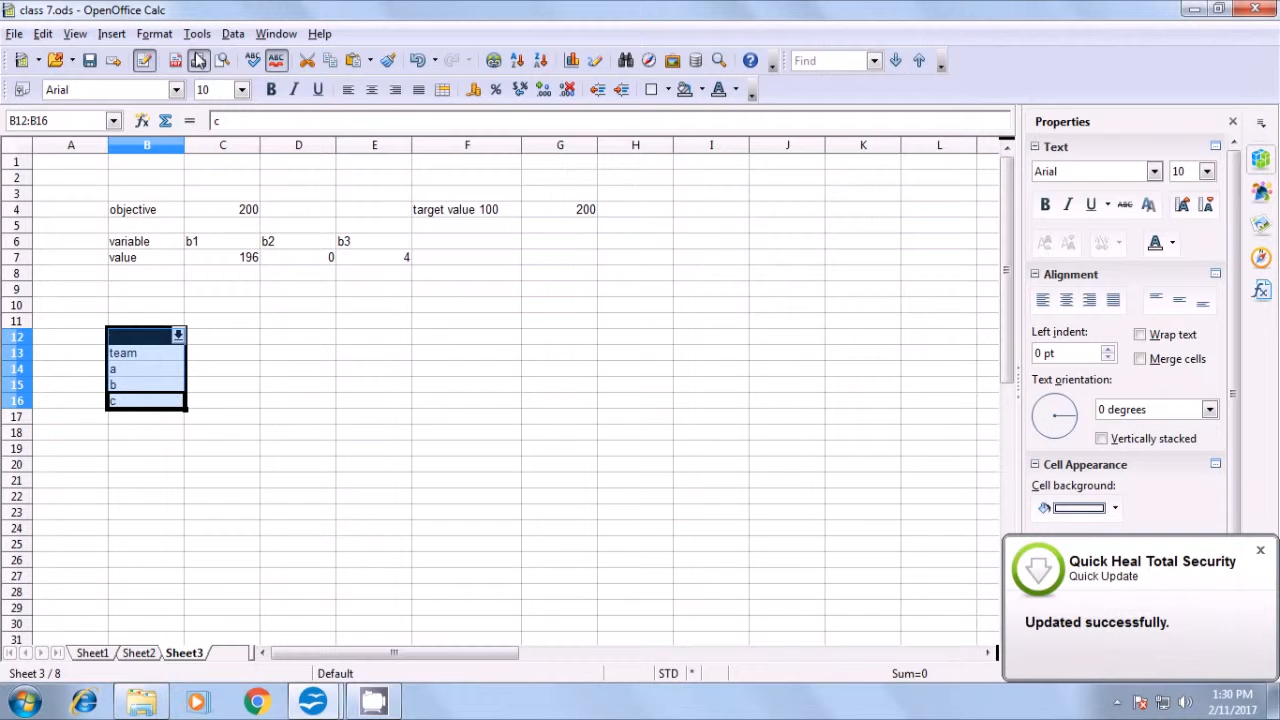 class 7.ods - OpenOffice Calc
File Edit View Insert Format Tools Data Window Help
Find
Arial 10
B12:B16 c
A B C D E F G H I J K L
1
2
3
4 objective 200 target value 100 200
5
6 variable b1 b2 b3
7 value 196 0 4
8
9
10
11
12
13 team
14 a
15 b
16 c
17
18
19
20
21
22
23
24
25
26
27
28
29
30
31
Sheet1 Sheet2 Sheet3
Sheet 3 / 8 Default STD * Sum=0
Properties
Text
Arial 10
Alignment
Left indent: Wrap text
0 pt Merge cells
Text orientation:
0 degrees
Vertically stacked
Cell Appearance
Cell background:
Quick Heal Total Security
Quick Update
Updated successfully.
1:30 PM
2/11/2017